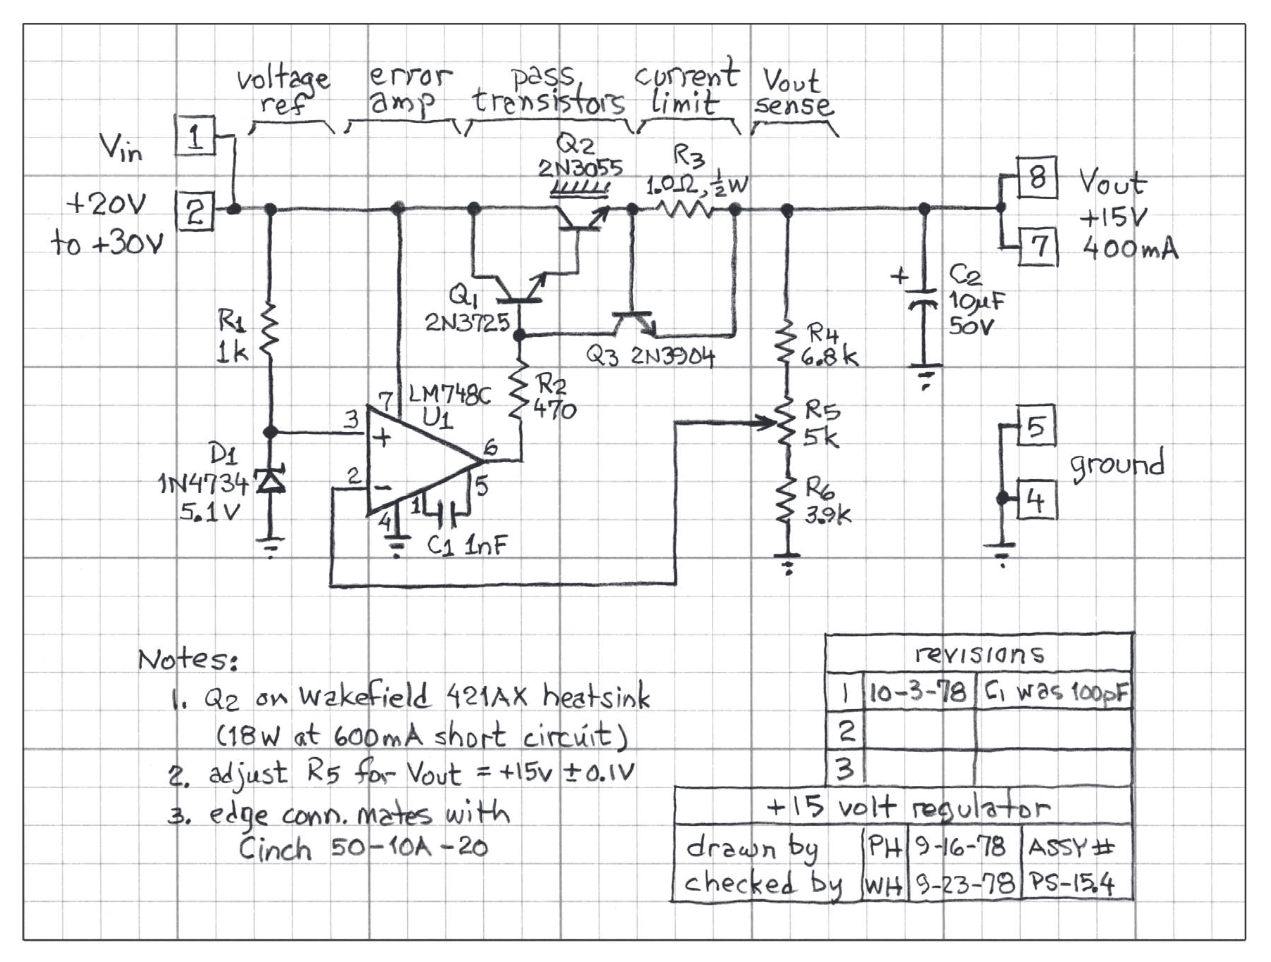 voltage ref
error amp
pass transistors
current limit
Vout sense
Vin
+20V
to +30V
1
2
Q2
2N3055
R3
1.0Ω, ½W
8
7
Vout
+15V
400mA
Q1
2N3725
Q3 2N3904
R1
1k
R2
470
R4
6.8k
R5
5k
R6
3.9k
C2
10µF
50V
+
D1
1N4734
5.1V
LM748C
U1
7
3
+
2
−
6
5
1
4
C1 1nF
5
4
ground
Notes:
1. Q2 on Wakefield 421AX heatsink
(18W at 600mA short circuit)
2. adjust R5 for Vout = +15V ±0.1V
3. edge conn. mates with
Cinch 50-10A-20
revisions
1 10-3-78 C1 was 100pF
2
3
+15 volt regulator
drawn by PH 9-16-78 ASSY#
checked by WH 9-23-78 PS-15.4